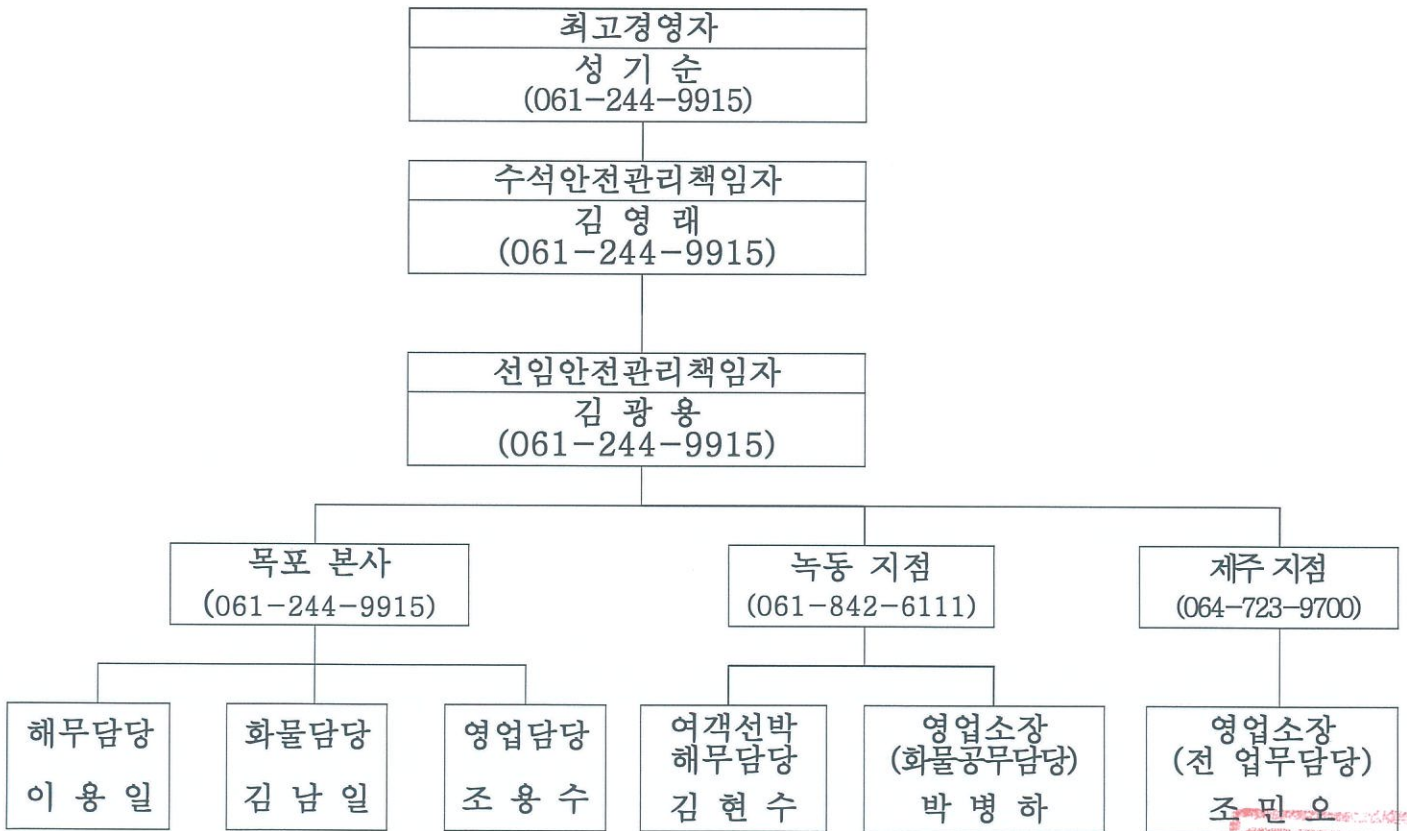 최고경영자
성 기 순
(061-244-9915)
수석안전관리책임자
김 영 래
(061-244-9915)
선임안전관리책임자
김 광 용
(061-244-9915)
목포 본사
(061-244-9915)
녹동 지점
(061-842-6111)
제주 지점
(064-723-9700)
해무담당
이 용 일
화물담당
김 남 일
영업담당
조 용 수
여객선박
해무담당
김 현 수
영업소장
(화물공무담당)
박 병 하
영업소장
(전 업무담당)
조 민 오